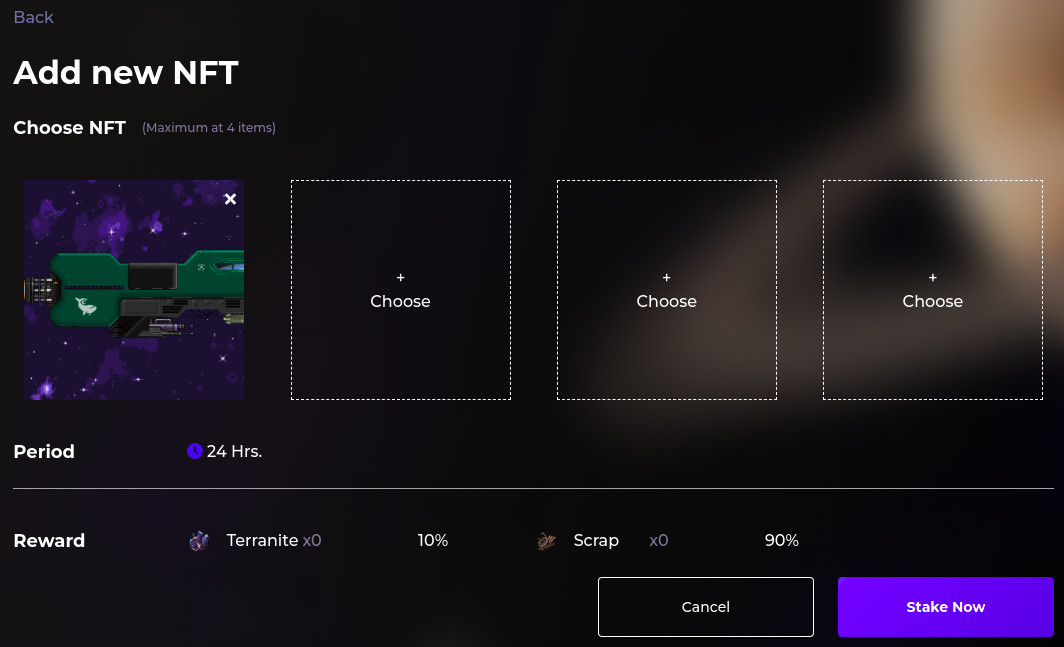 Back
Add new NFT
Choose NFT (Maximum at 4 items)
+ + +
Choose Choose Choose
Period 24 Hrs.
Reward Terranite x0 10% Scrap x0 90%
Cancel Stake Now